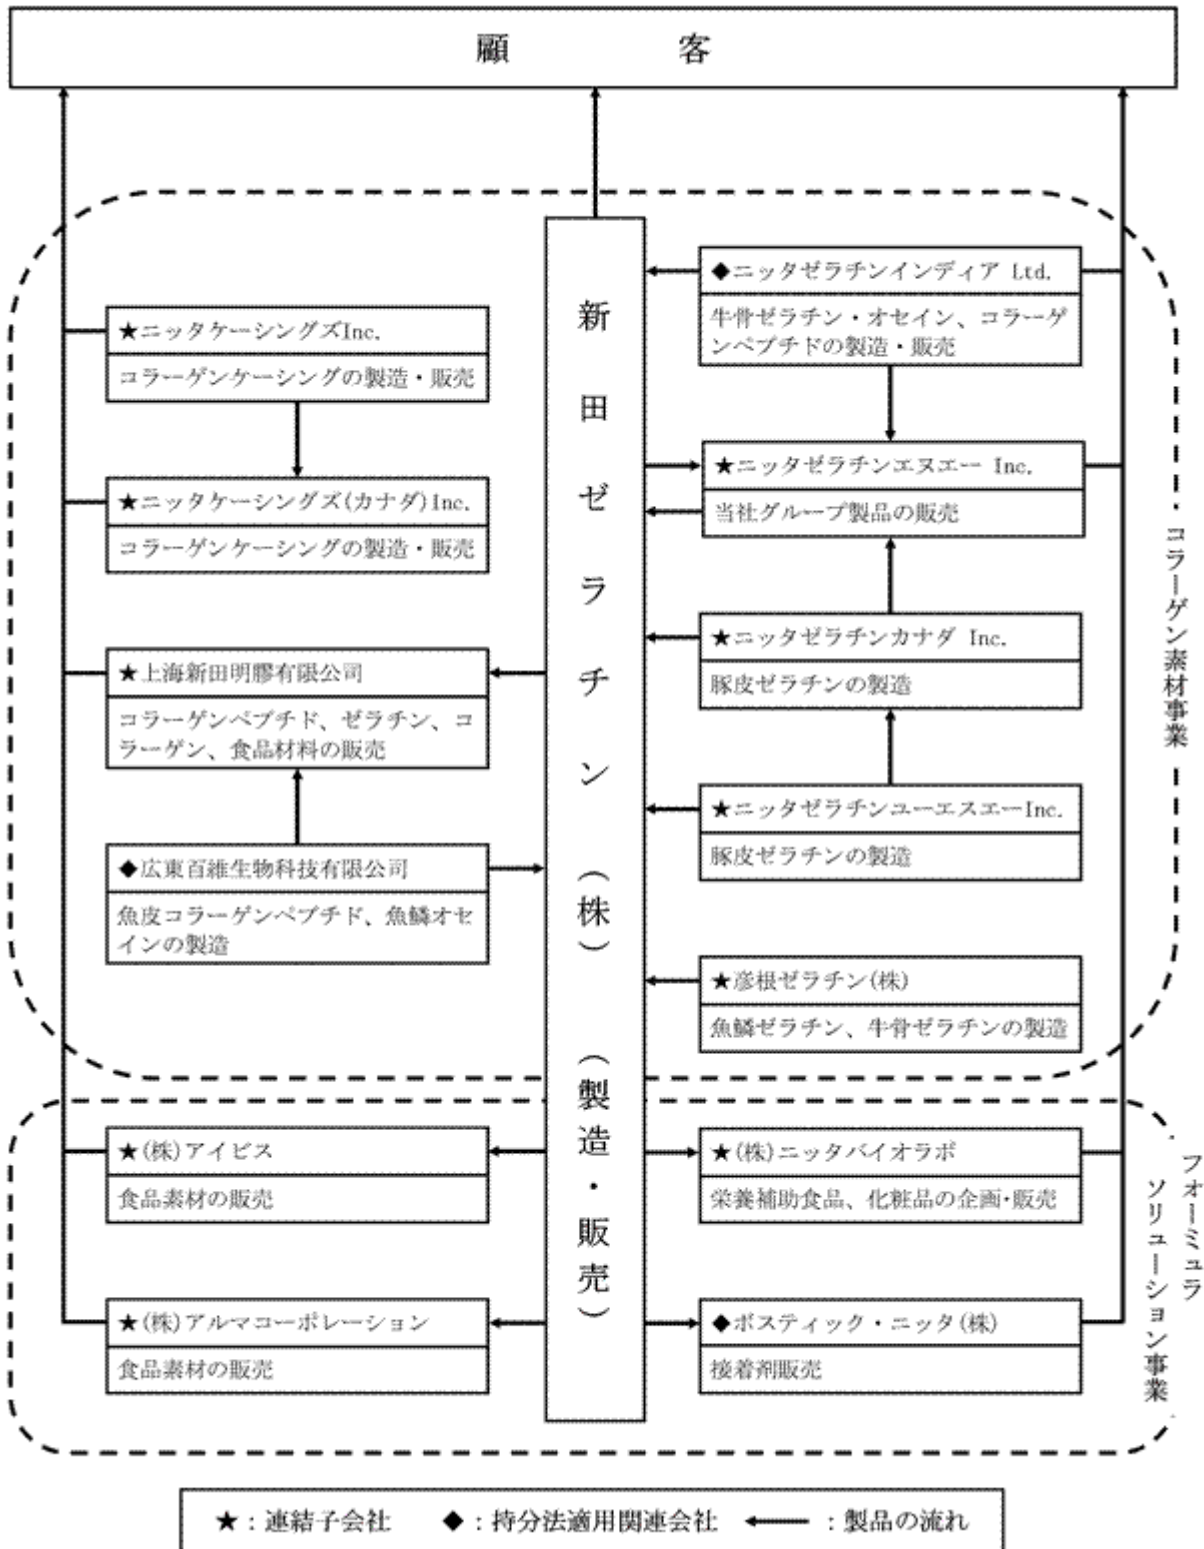 顧客
新田ゼラチン(株)(製造・販売)
★ニッタケーシングズInc.
コラーゲンケーシングの製造・販売
★ニッタケーシングズ(カナダ)Inc.
コラーゲンケーシングの製造・販売
★上海新田明膠有限公司
コラーゲンペプチド、ゼラチン、コ
ラーゲン、食品材料の販売
◆広東百維生物科技有限公司
魚皮コラーゲンペプチド、魚鱗オセ
インの製造
◆ニッタゼラチンインディア Ltd.
牛骨ゼラチン・オセイン、コラーゲ
ンペプチドの製造・販売
★ニッタゼラチンエヌエー Inc.
当社グループ製品の販売
★ニッタゼラチンカナダ Inc.
豚皮ゼラチンの製造
★ニッタゼラチンユーエスエーInc.
豚皮ゼラチンの製造
★彦根ゼラチン(株)
魚鱗ゼラチン、牛骨ゼラチンの製造
コラーゲン素材事業
★(株)アイビス
食品素材の販売
★(株)アルマコーポレーション
食品素材の販売
★(株)ニッタバイオラボ
栄養補助食品、化粧品の企画・販売
◆ボスティック・ニッタ(株)
接着剤販売
フォーミュラ
ソリューション事業
★：連結子会社 ◆：持分法適用関連会社 ←：製品の流れ